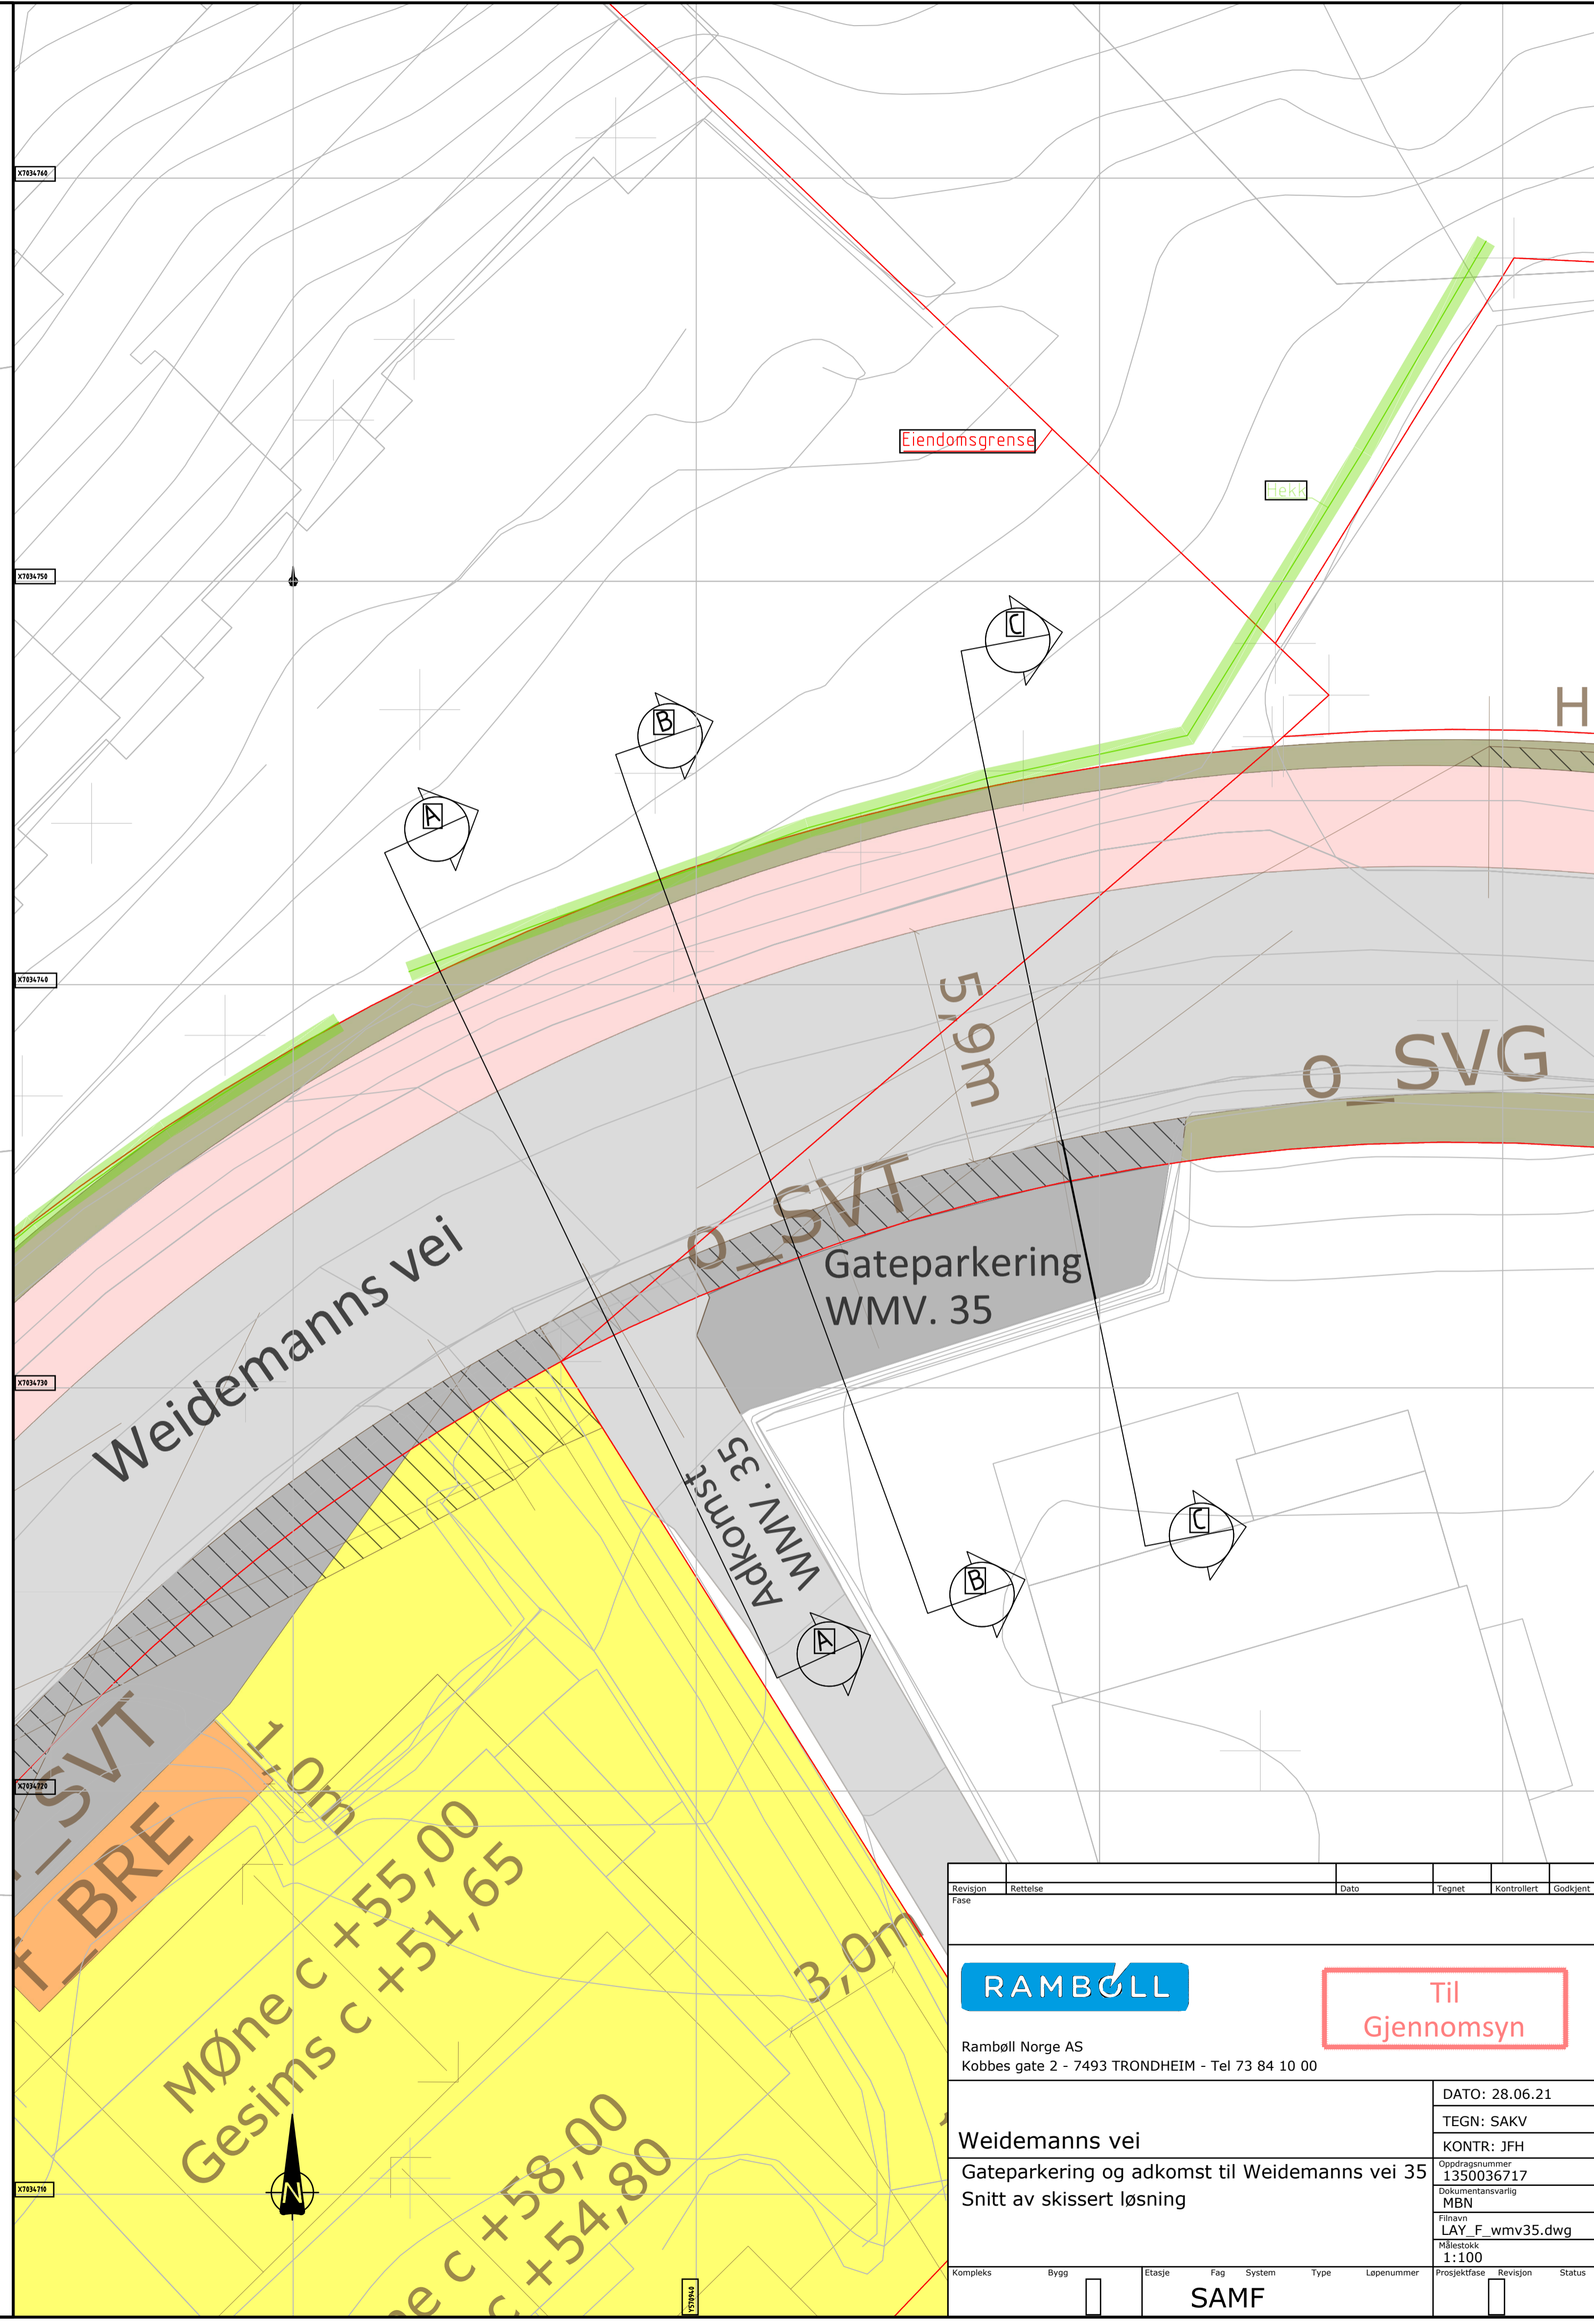 X7034760
Eiendomsgrense
Hekk
X7034750
C
B
H
A
X7034740
5,9m
o_SVG
o_SVT
Weidemanns vei
Gateparkering
WMV. 35
X7034730
Adkomst
WMV. 35
C
B
A
_SVT
X7034720
f_BRE
1,0m
MØne c +55,00
Gesims c +51,65
3,0m
X7034710
N
ne c +58,00
c +54,80
Y570940
Revisjon Rettelse Dato Tegnet Kontrollert Godkjent
Fase
RAMBOLL
Til
Gjennomsyn
Rambøll Norge AS
Kobbes gate 2 - 7493 TRONDHEIM - Tel 73 84 10 00
DATO: 28.06.21
TEGN: SAKV
Weidemanns vei
KONTR: JFH
Gateparkering og adkomst til Weidemanns vei 35
Snitt av skissert løsning
Oppdragsnummer
1350036717
Dokumentansvarlig
MBN
Filnavn
LAY_F_wmv35.dwg
Målestokk
1:100
Kompleks Bygg Etasje Fag System Type Løpenummer Prosjektfase Revisjon Status
SAMF